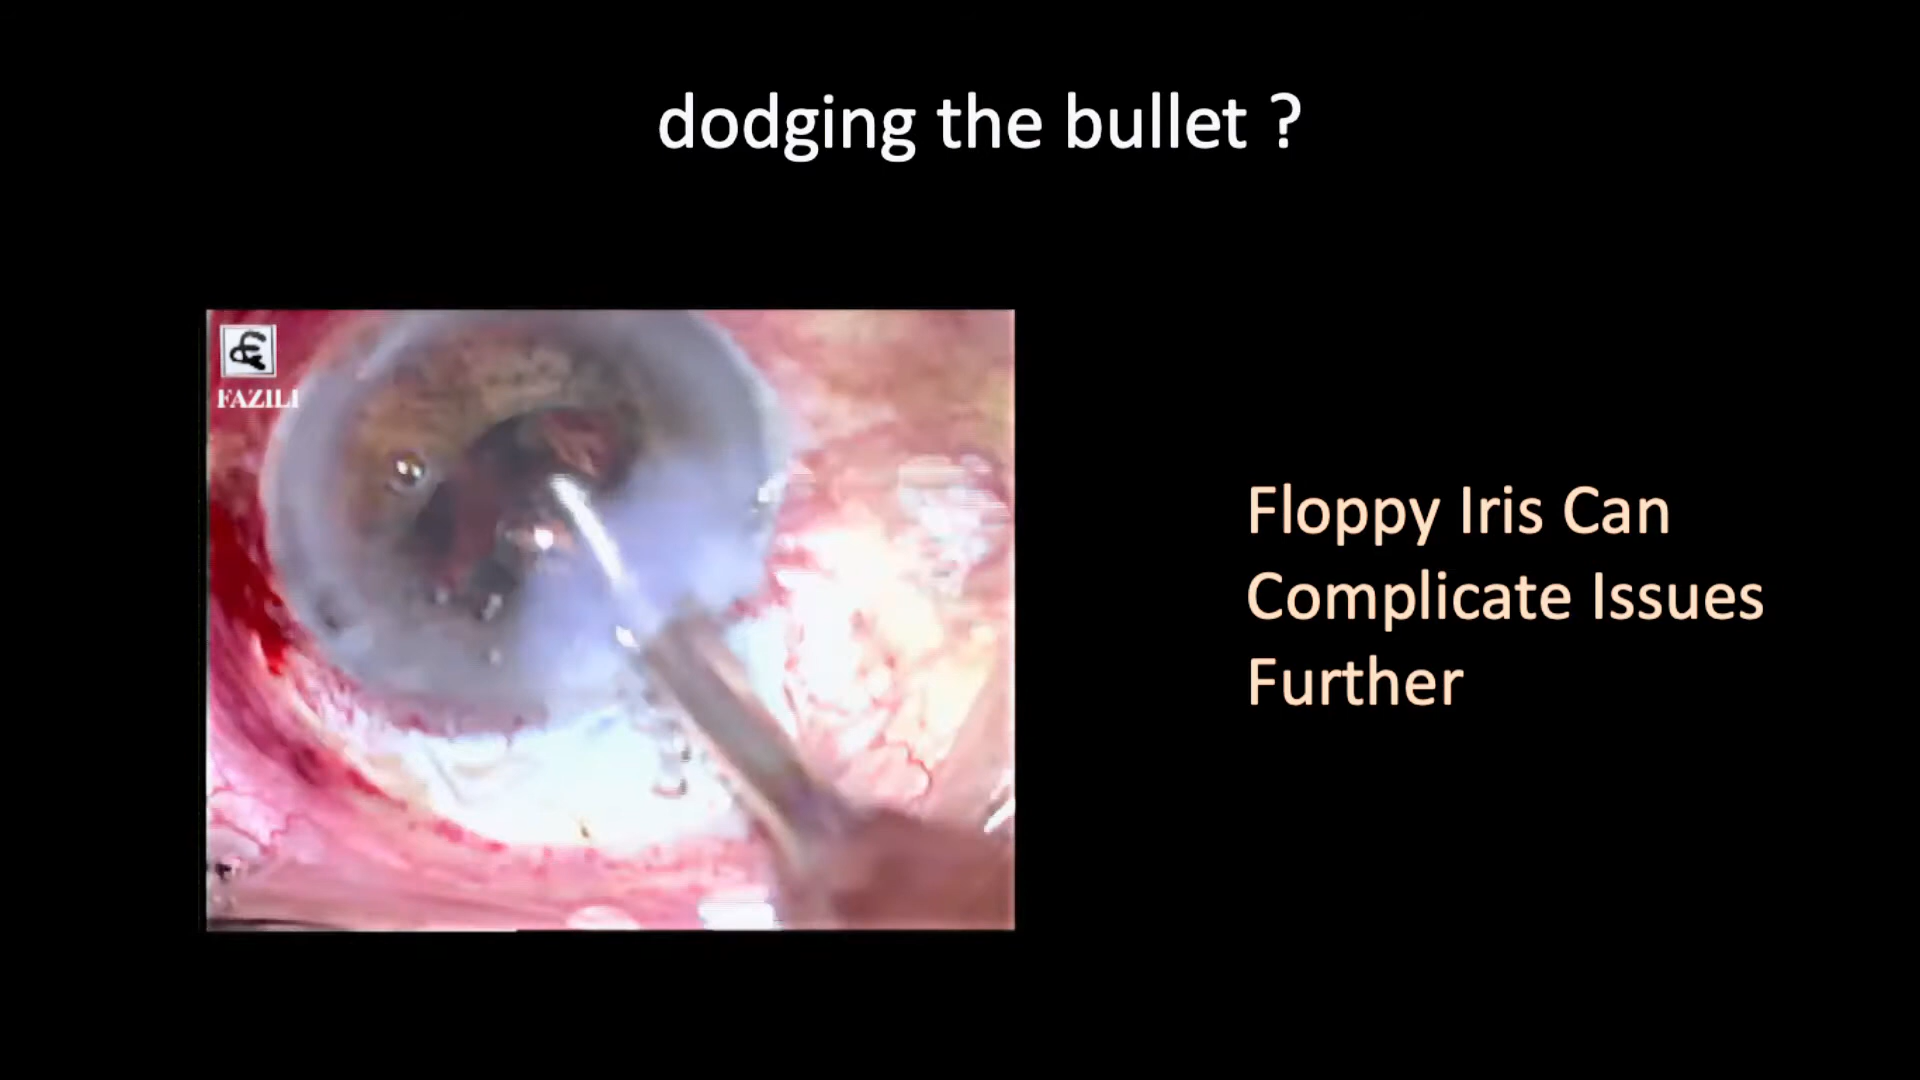 dodging the bullet ?
FAZILI
Floppy Iris Can
Complicate Issues
Further